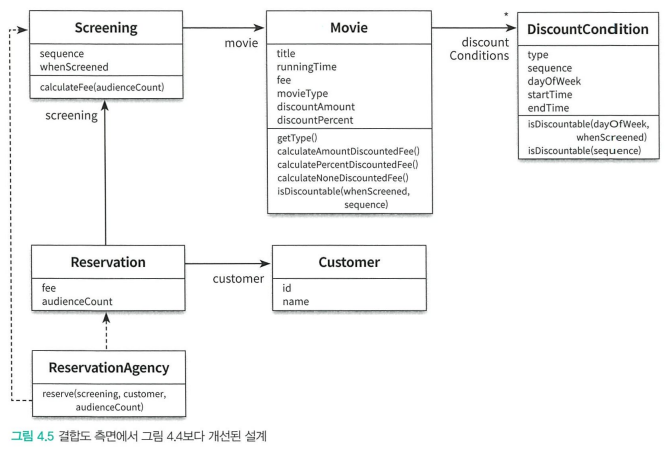 Screening
sequence
whenScreened
calculateFee(audienceCount)
movie
Movie
title
runningTime
fee
movieType
discountAmount
discountPercent
getType()
calculateAmountDiscountedFee()
calculatePercentDiscountedFee()
calculateNoneDiscountedFee()
isDiscountable(whenScreened,
sequence)
*
discount
Conditions
DiscountCondition
type
sequence
dayOfWeek
startTime
endTime
isDiscountable(dayOfWeek,
whenScreened)
isDiscountable(sequence)
screening
Reservation
fee
audienceCount
customer
Customer
id
name
ReservationAgency
reserve(screening, customer,
audienceCount)
그림 4.5 결합도 측면에서 그림 4.4보다 개선된 설계